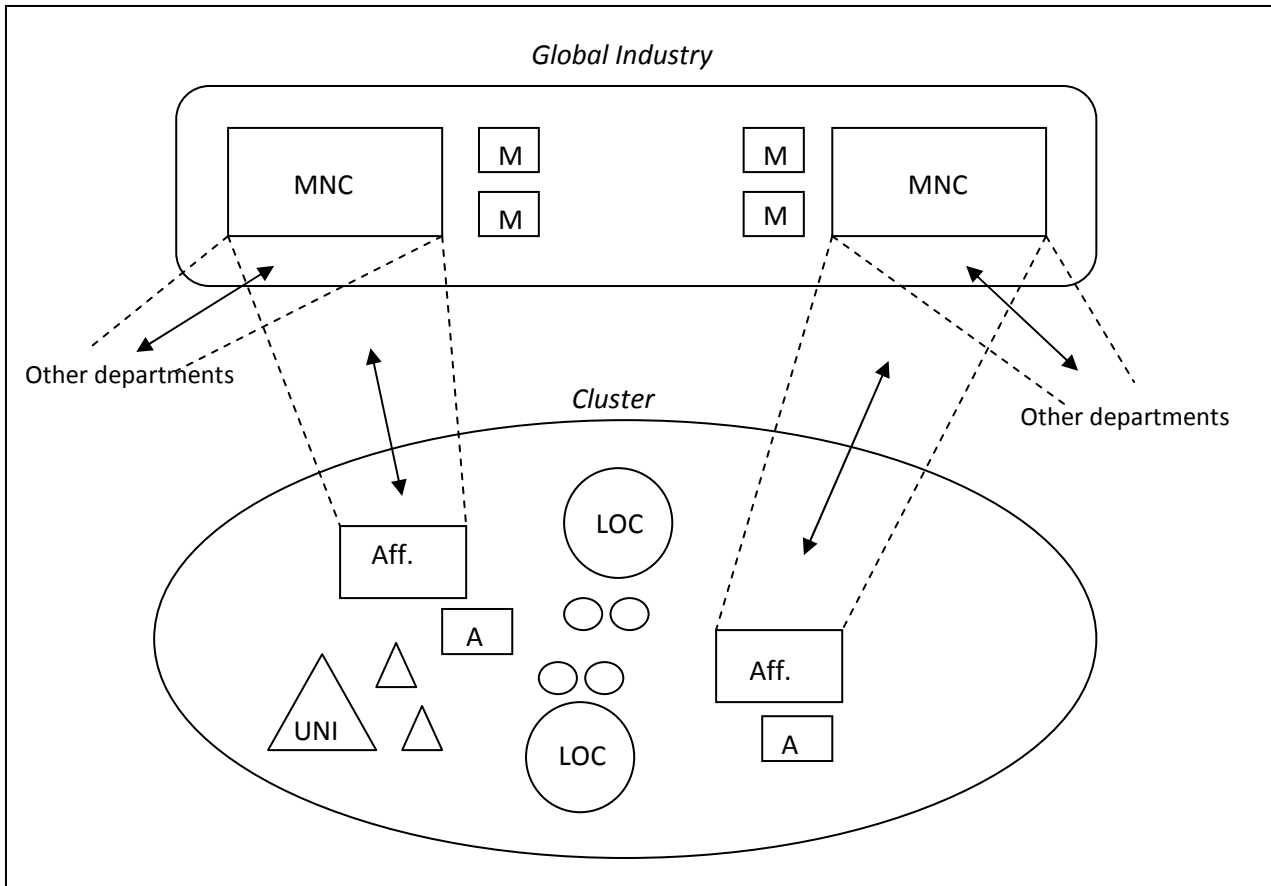 Global Industry
MNC
M
M
M
M
MNC
Other departments
Other departments
Cluster
LOC
Aff.
A
Aff.
UNI
LOC
A